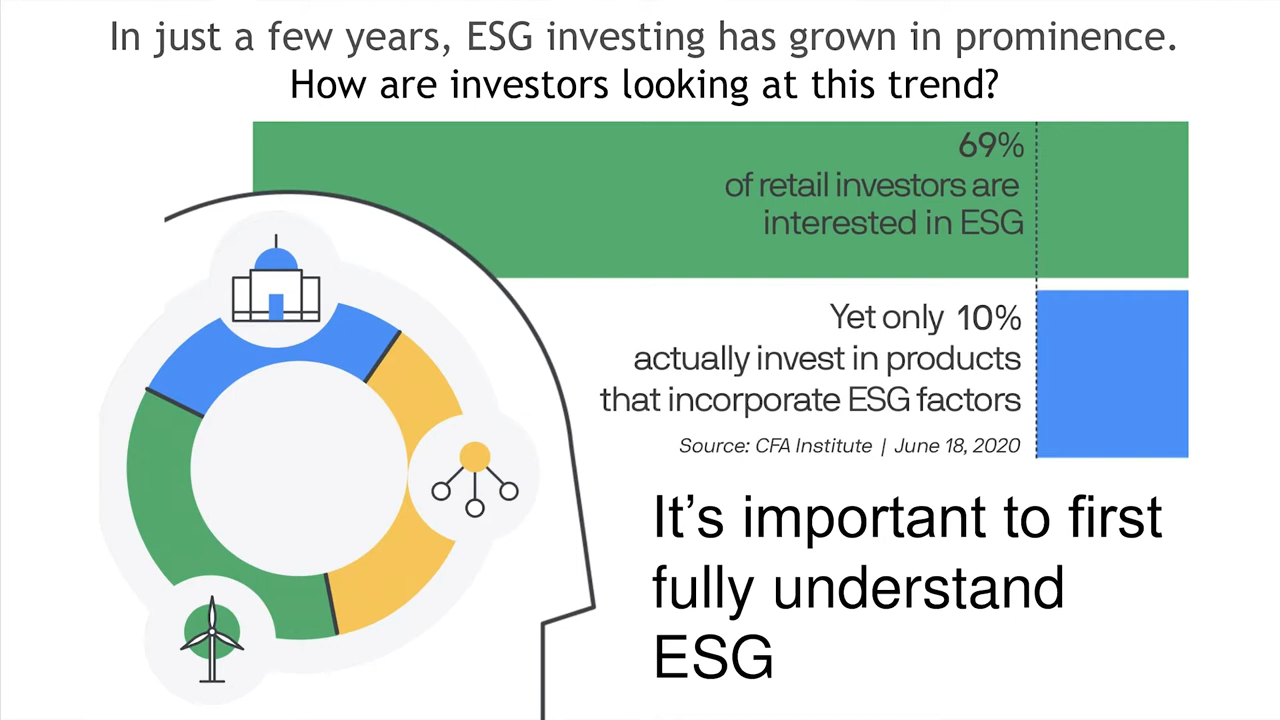 In just a few years, ESG investing has grown in prominence.
How are investors looking at this trend?
69%
of retail investors are
interested in ESG
Yet only 10%
actually invest in products
that incorporate ESG factors
Source: CFA Institute | June 18, 2020
It’s important to first
fully understand
ESG